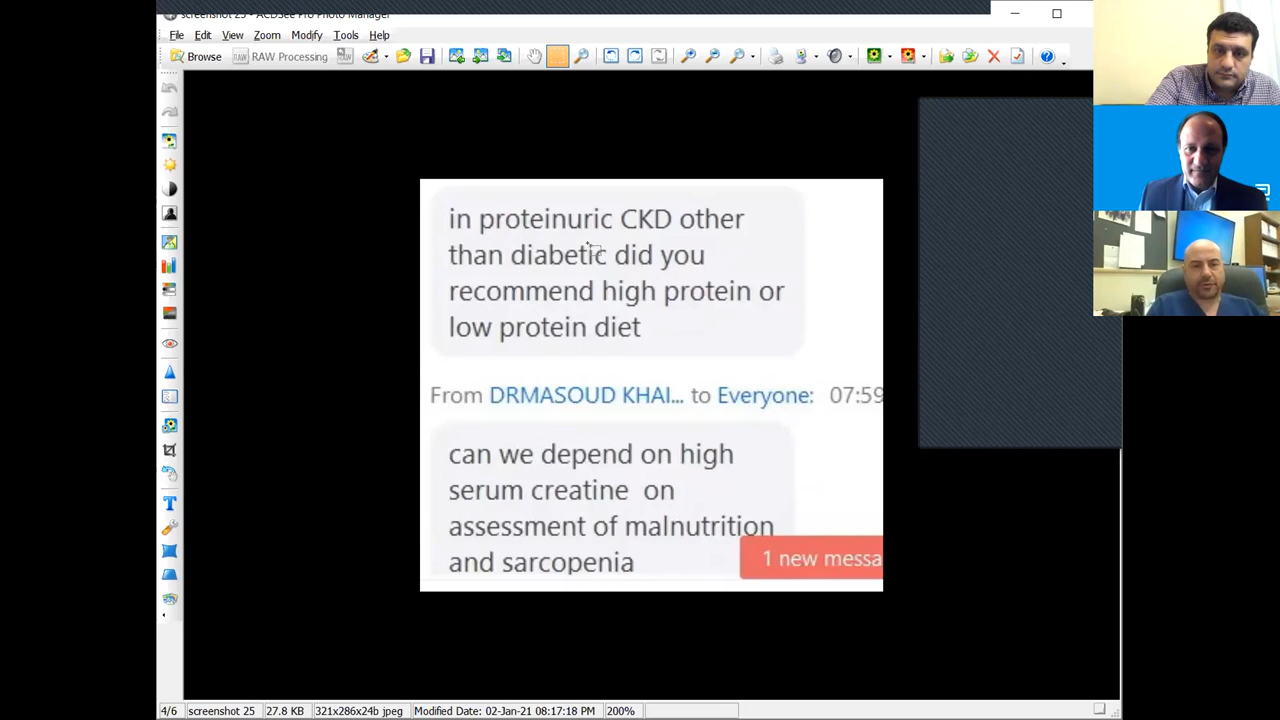 screenshot 25 - ACDSee Pro Photo Manager
File Edit View Zoom Modify Tools Help
Browse RAW Processing
in proteinuric CKD other
than diabetic did you
recommend high protein or
low protein diet
From DRMASOUD KHAI... to Everyone: 07:59
can we depend on high
serum creatine on
assessment of malnutrition
and sarcopenia
1 new messa
4/6 screenshot 25 27.8 KB 321x286x24b jpeg Modified Date: 02-Jan-21 08:17:18 PM 200%